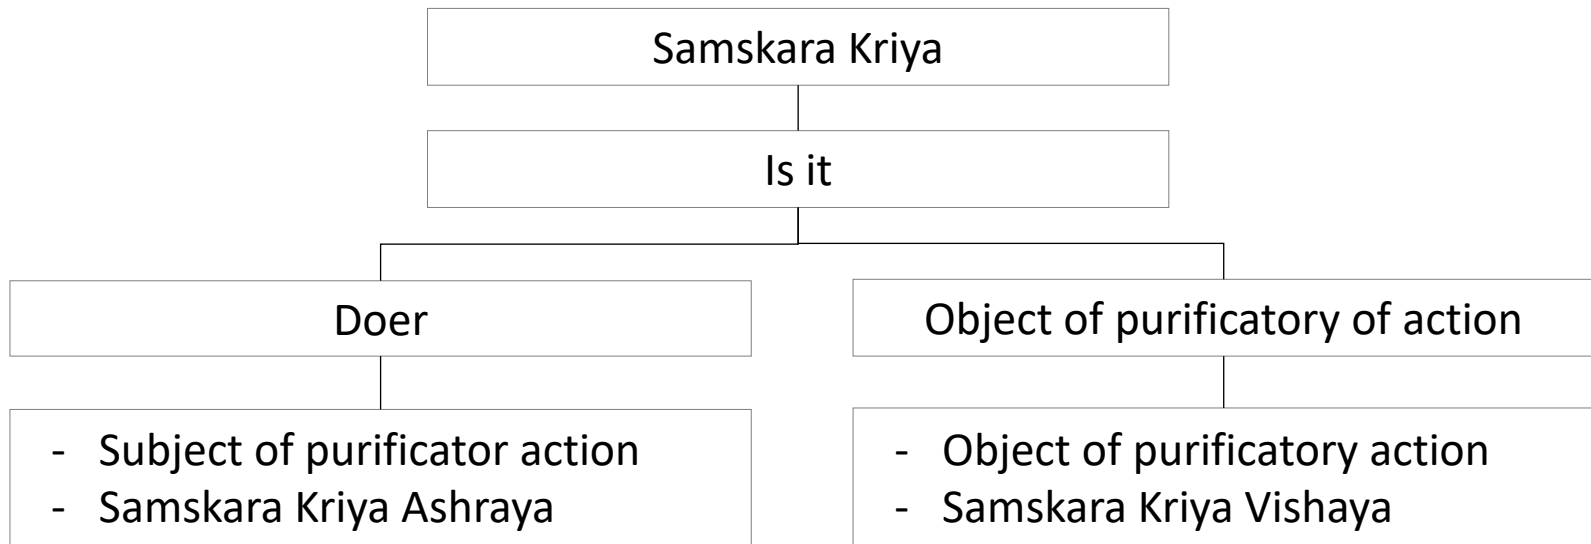 Samskara Kriya
Is it
Doer
Object of purificatory of action
- Subject of purificator action
- Samskara Kriya Ashraya
- Object of purificatory action
- Samskara Kriya Vishaya